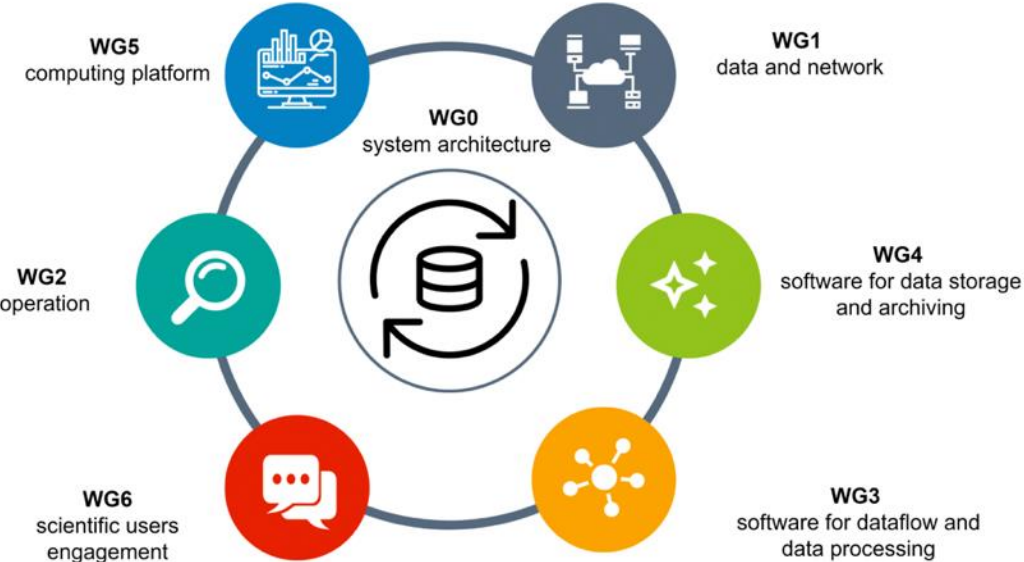 WG5
computing platform
WG1
data and network
WG0
system architecture
WG2
operation
WG4
software for data storage
and archiving
WG6
scientific users
engagement
WG3
software for dataflow and
data processing